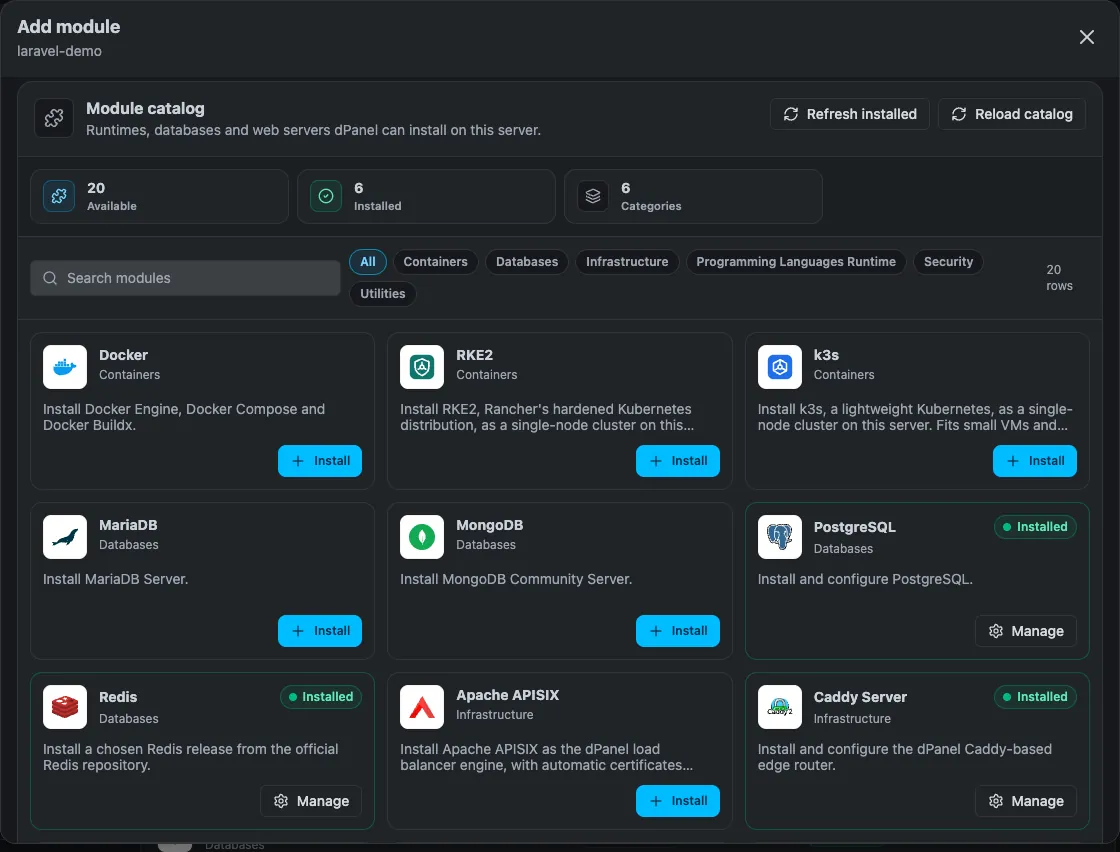 Add module
laravel-demo
Module catalog
Runtimes, databases and web servers dPanel can install on this server.
Refresh installed
Reload catalog
20
Available
6
Installed
6
Categories
Search modules
All
Containers
Databases
Infrastructure
Programming Languages Runtime
Security
Utilities
20
rows
Docker
Containers
Install Docker Engine, Docker Compose and
Docker Buildx.
Install
RKE2
Containers
Install RKE2, Rancher's hardened Kubernetes
distribution, as a single-node cluster on this...
Install
k3s
Containers
Install k3s, a lightweight Kubernetes, as a single-
node cluster on this server. Fits small VMs and...
Install
MariaDB
Databases
Install MariaDB Server.
Install
MongoDB
Databases
Install MongoDB Community Server.
Install
PostgreSQL
Installed
Databases
Install and configure PostgreSQL.
Manage
Redis
Installed
Databases
Install a chosen Redis release from the official
Redis repository.
Manage
Apache APISIX
Infrastructure
Install Apache APISIX as the dPanel load
balancer engine, with automatic certificates...
Install
Caddy 2
Caddy Server
Installed
Infrastructure
Install and configure the dPanel Caddy-based
edge router.
Manage
Databases